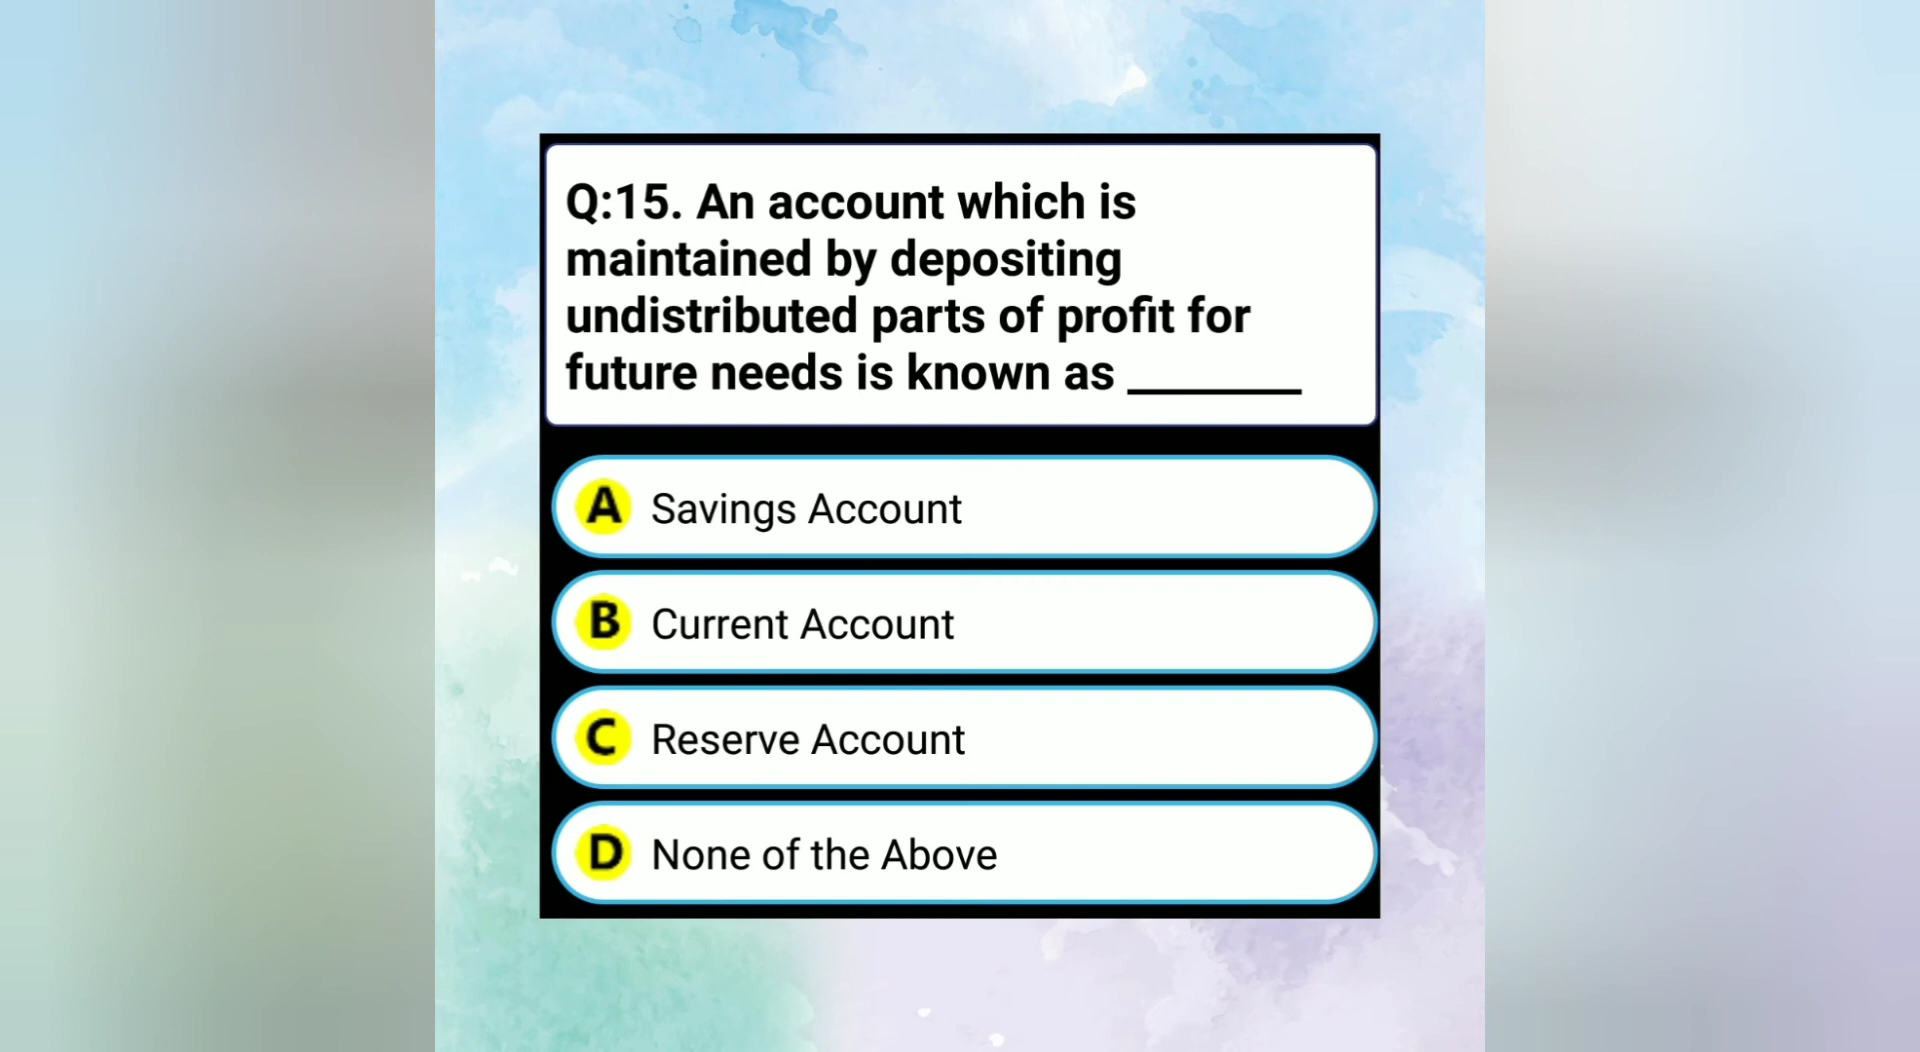 Q:15. An account which is
maintained by depositing
undistributed parts of profit for
future needs is known as ________
A Savings Account
B Current Account
C Reserve Account
D None of the Above